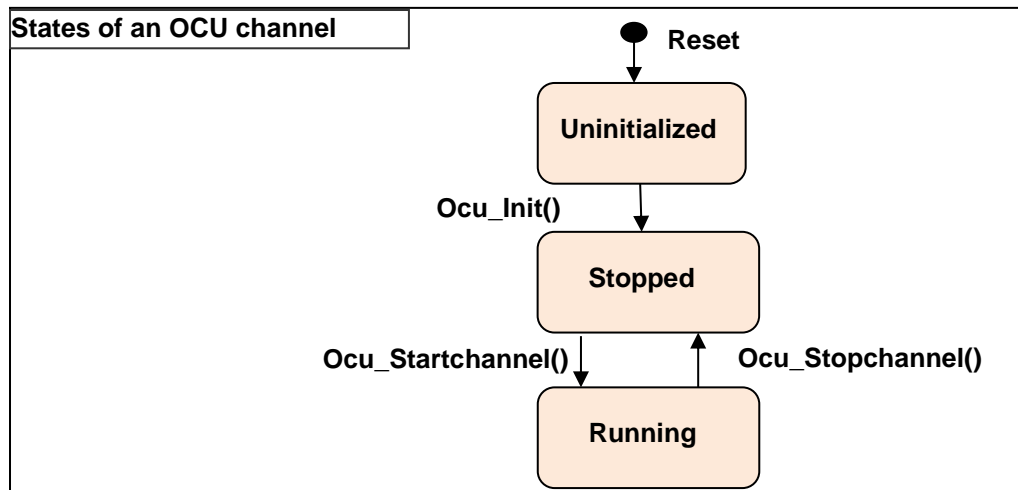 States of an OCU channel
Reset
Uninitialized
Ocu_Init()
Stopped
Ocu_Startchannel()
Ocu_Stopchannel()
Running